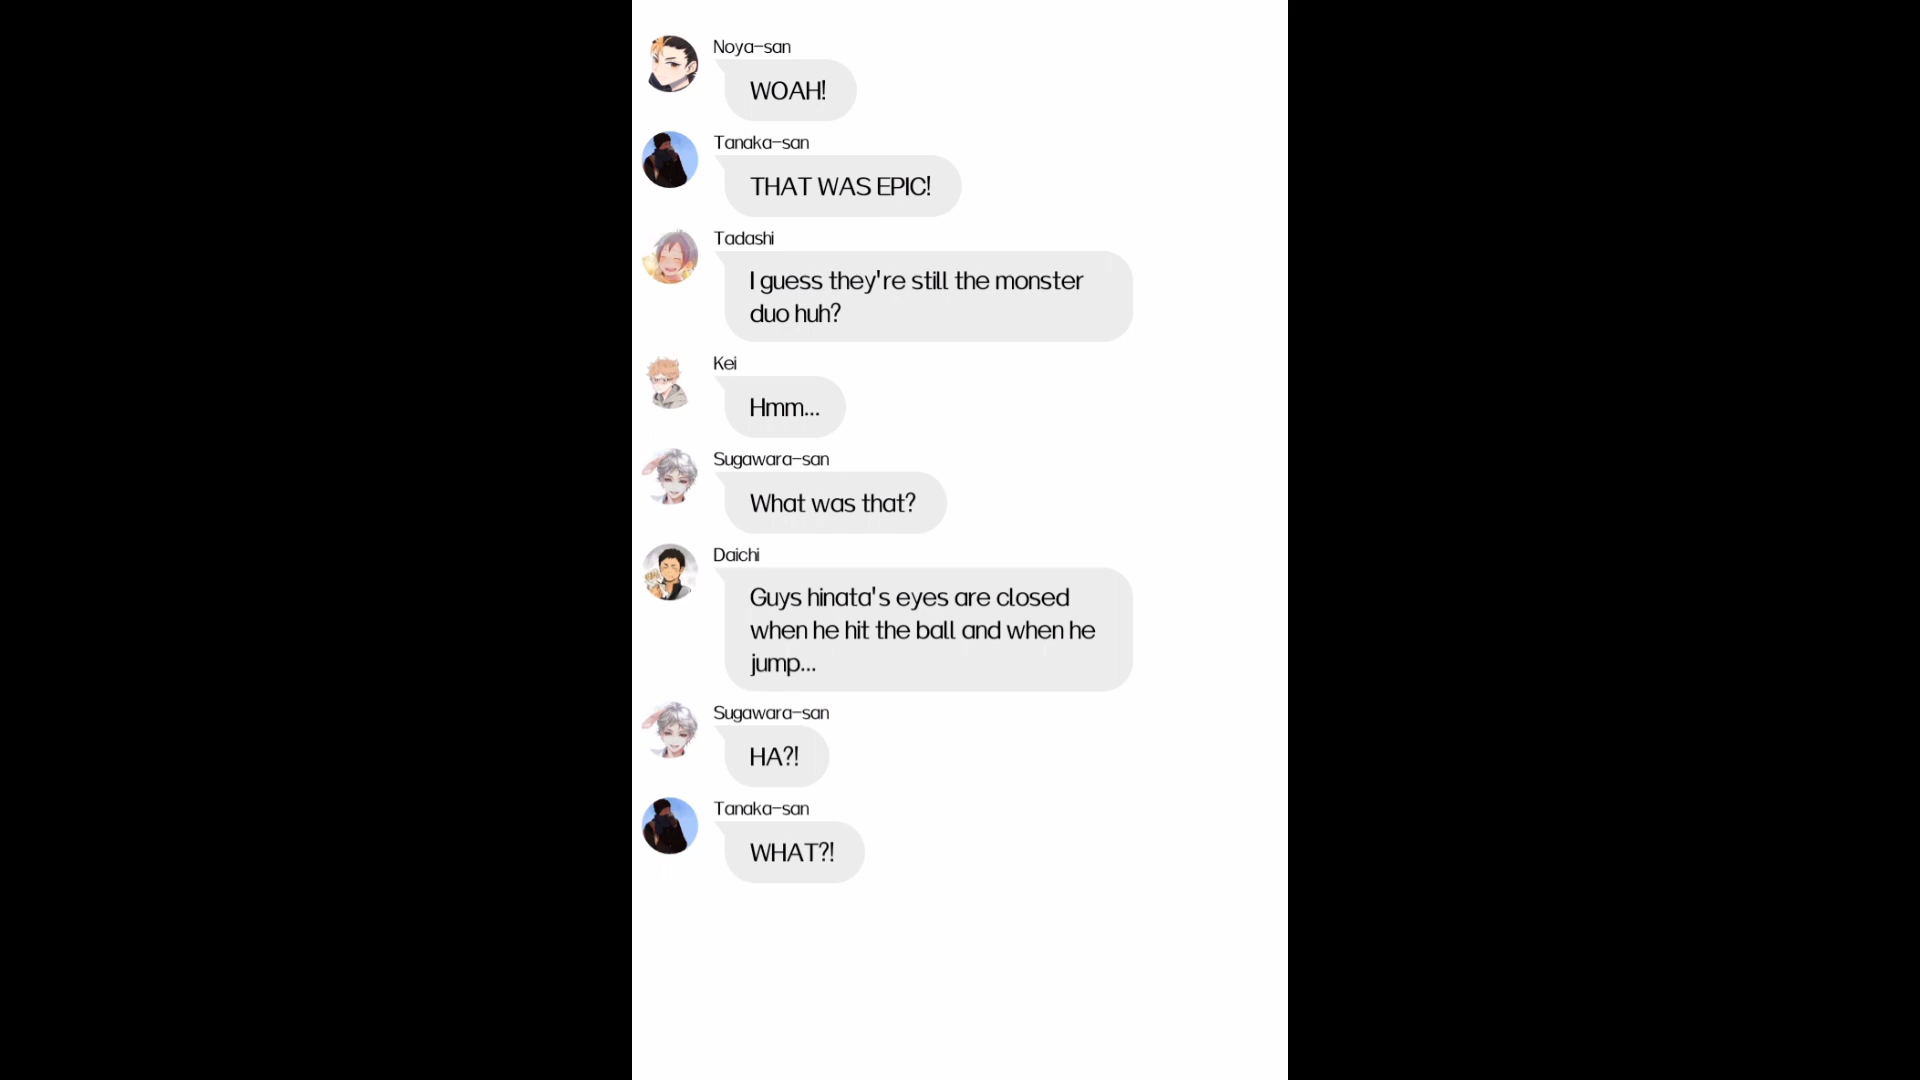 Noya-san
WOAH!
Tanaka-san
THAT WAS EPIC!
Tadashi
I guess they're still the monster
duo huh?
Kei
Hmm...
Sugawara-san
What was that?
Daichi
Guys hinata's eyes are closed
when he hit the ball and when he
jump...
Sugawara-san
HA?!
Tanaka-san
WHAT?!